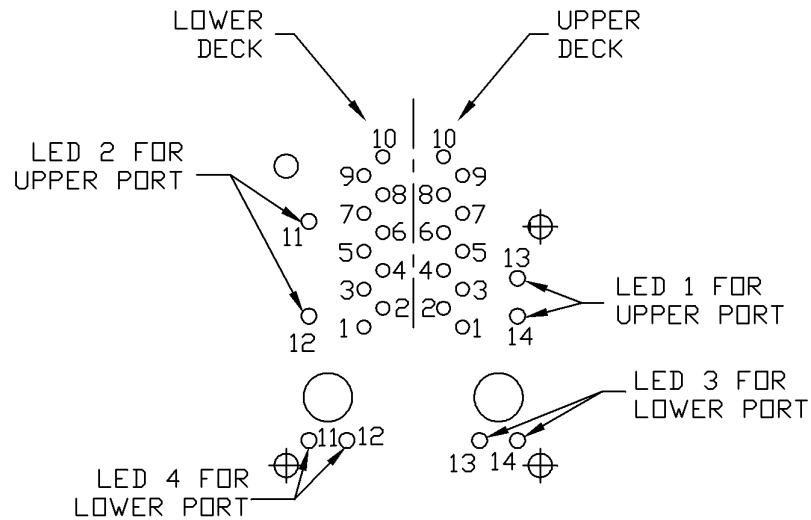 LOWER
DECK
UPPER
DECK
10 10
LED 2 FOR
UPPER PORT
9 9
8 8
7 7
11
6 6
5 5
13
4 4
3 3
LED 1 FOR
UPPER PORT
2 2
12
1 1
14
LED 3 FOR
LOWER PORT
11 12
13 14
LED 4 FOR
LOWER PORT